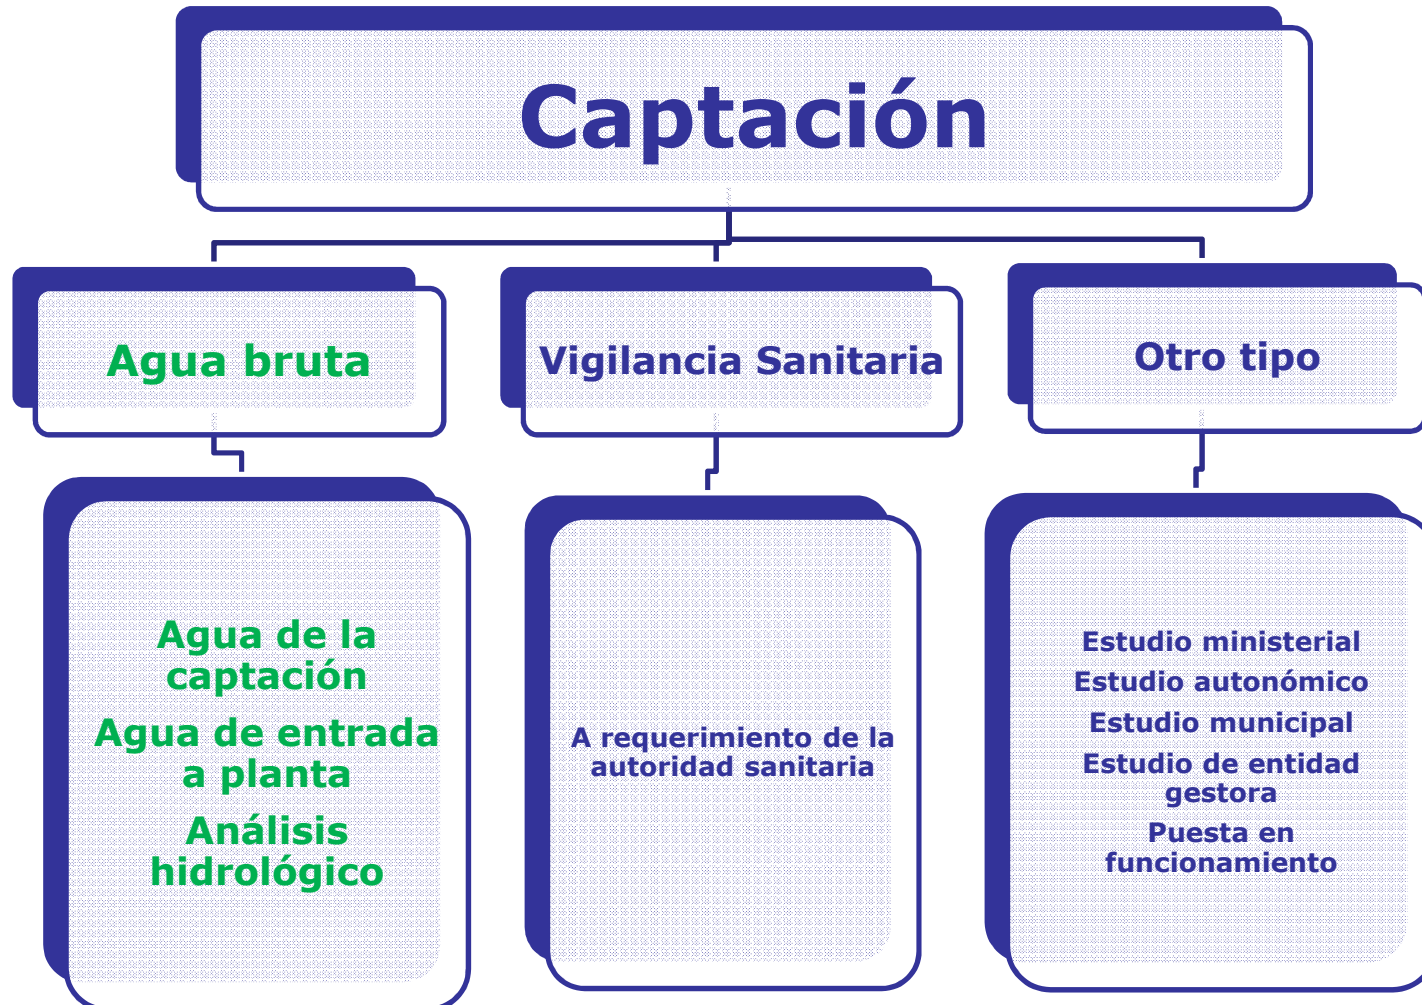 Captación
Agua bruta
Vigilancia Sanitaria
Otro tipo
Agua de la
captación
Agua de entrada
a planta
Análisis
hidrológico
A requerimiento de la
autoridad sanitaria
Estudio ministerial
Estudio autonómico
Estudio municipal
Estudio de entidad
gestora
Puesta en
funcionamiento